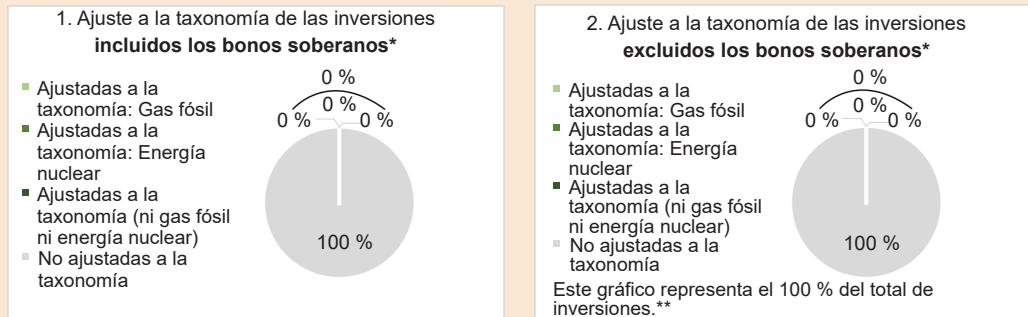 1. Ajuste a la taxonomía de las inversiones
incluidos los bonos soberanos*
Ajustadas a la
taxonomía: Gas fósil
Ajustadas a la
taxonomía: Energía
nuclear
Ajustadas a la
taxonomía (ni gas fósil
ni energía nuclear)
No ajustadas a la
taxonomía
0 %
0 %
0 %
0 %
100 %
2. Ajuste a la taxonomía de las inversiones
excluidos los bonos soberanos*
Ajustadas a la
taxonomía: Gas fósil
Ajustadas a la
taxonomía: Energía
nuclear
Ajustadas a la
taxonomía (ni gas fósil
ni energía nuclear)
No ajustadas a la
taxonomía
0 %
0 %
0 %
0 %
100 %
Este gráfico representa el 100 % del total de
inversiones.**